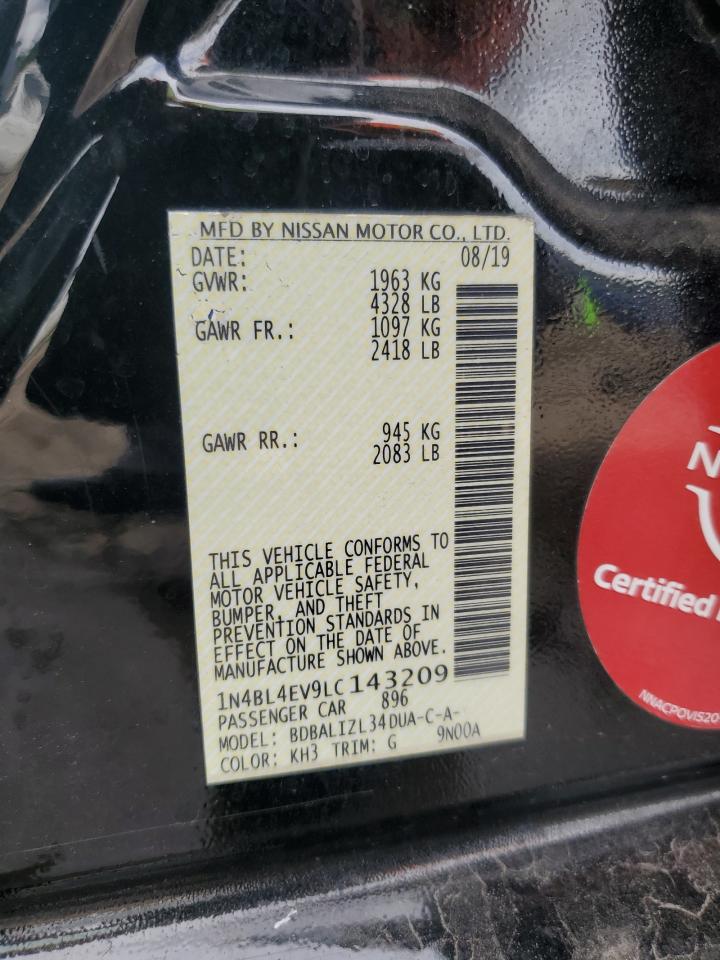 MFD BY NISSAN MOTOR CO., LTD.
DATE: 08/19
GVWR: 1963 KG
4328 LB
GAWR FR.: 1097 KG
2418 LB
GAWR RR.: 945 KG
2083 LB
THIS VEHICLE CONFORMS TO
ALL APPLICABLE FEDERAL
MOTOR VEHICLE SAFETY,
BUMPER, AND THEFT
PREVENTION STANDARDS IN
EFFECT ON THE DATE OF
MANUFACTURE SHOWN ABOVE.
1N4BL4EV9LC143209
PASSENGER CAR 896
MODEL: BDBALIZL34DUA-C-A-
COLOR: KH3 TRIM: G 9N00A
Certified
NNACPOVIS20